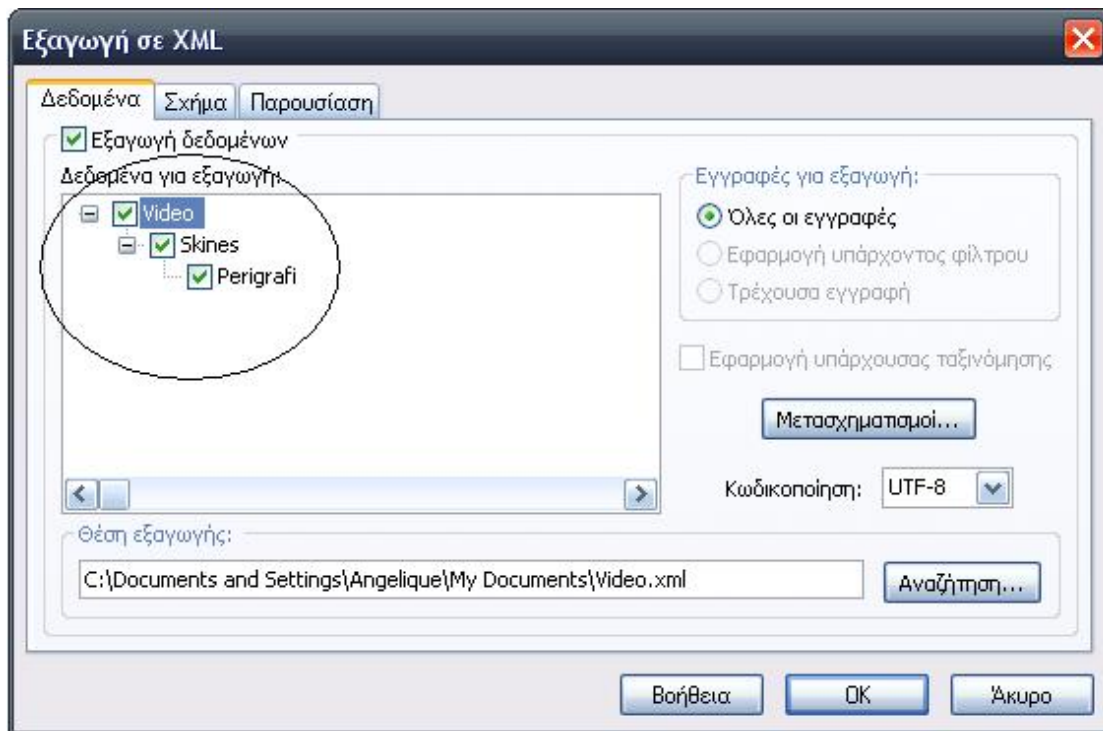 Εξαγωγή σε XML
Δεδομένα Σχήμα Παρουσίαση
Εξαγωγή δεδομένων
Δεδομένα για εξαγωγή:
Video
Skines
Perigrafi
Εγγραφές για εξαγωγή:
Όλες οι εγγραφές
Εφαρμογή υπάρχοντος φίλτρου
Τρέχουσα εγγραφή
Εφαρμογή υπάρχουσας ταξινόμησης
Μετασχηματισμοί...
Κωδικοποίηση: UTF-8
Θέση εξαγωγής:
C:\Documents and Settings\Angelique\My Documents\Video.xml Αναζήτηση...
Βοήθεια OK Άκυρο